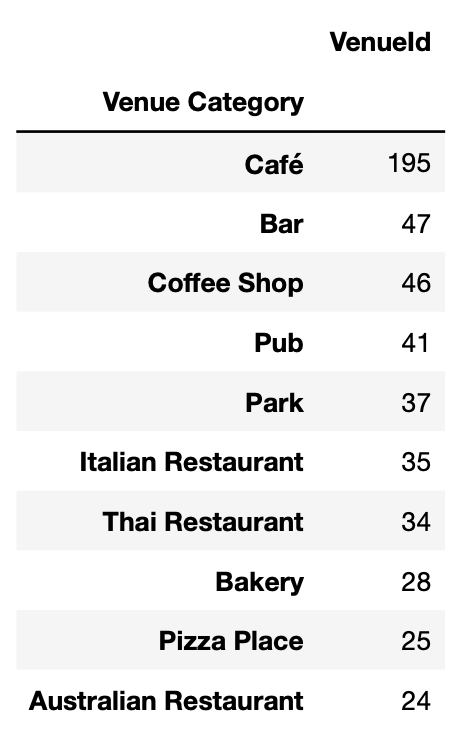 VenueId
Venue Category
Café 195
Bar 47
Coffee Shop 46
Pub 41
Park 37
Italian Restaurant 35
Thai Restaurant 34
Bakery 28
Pizza Place 25
Australian Restaurant 24